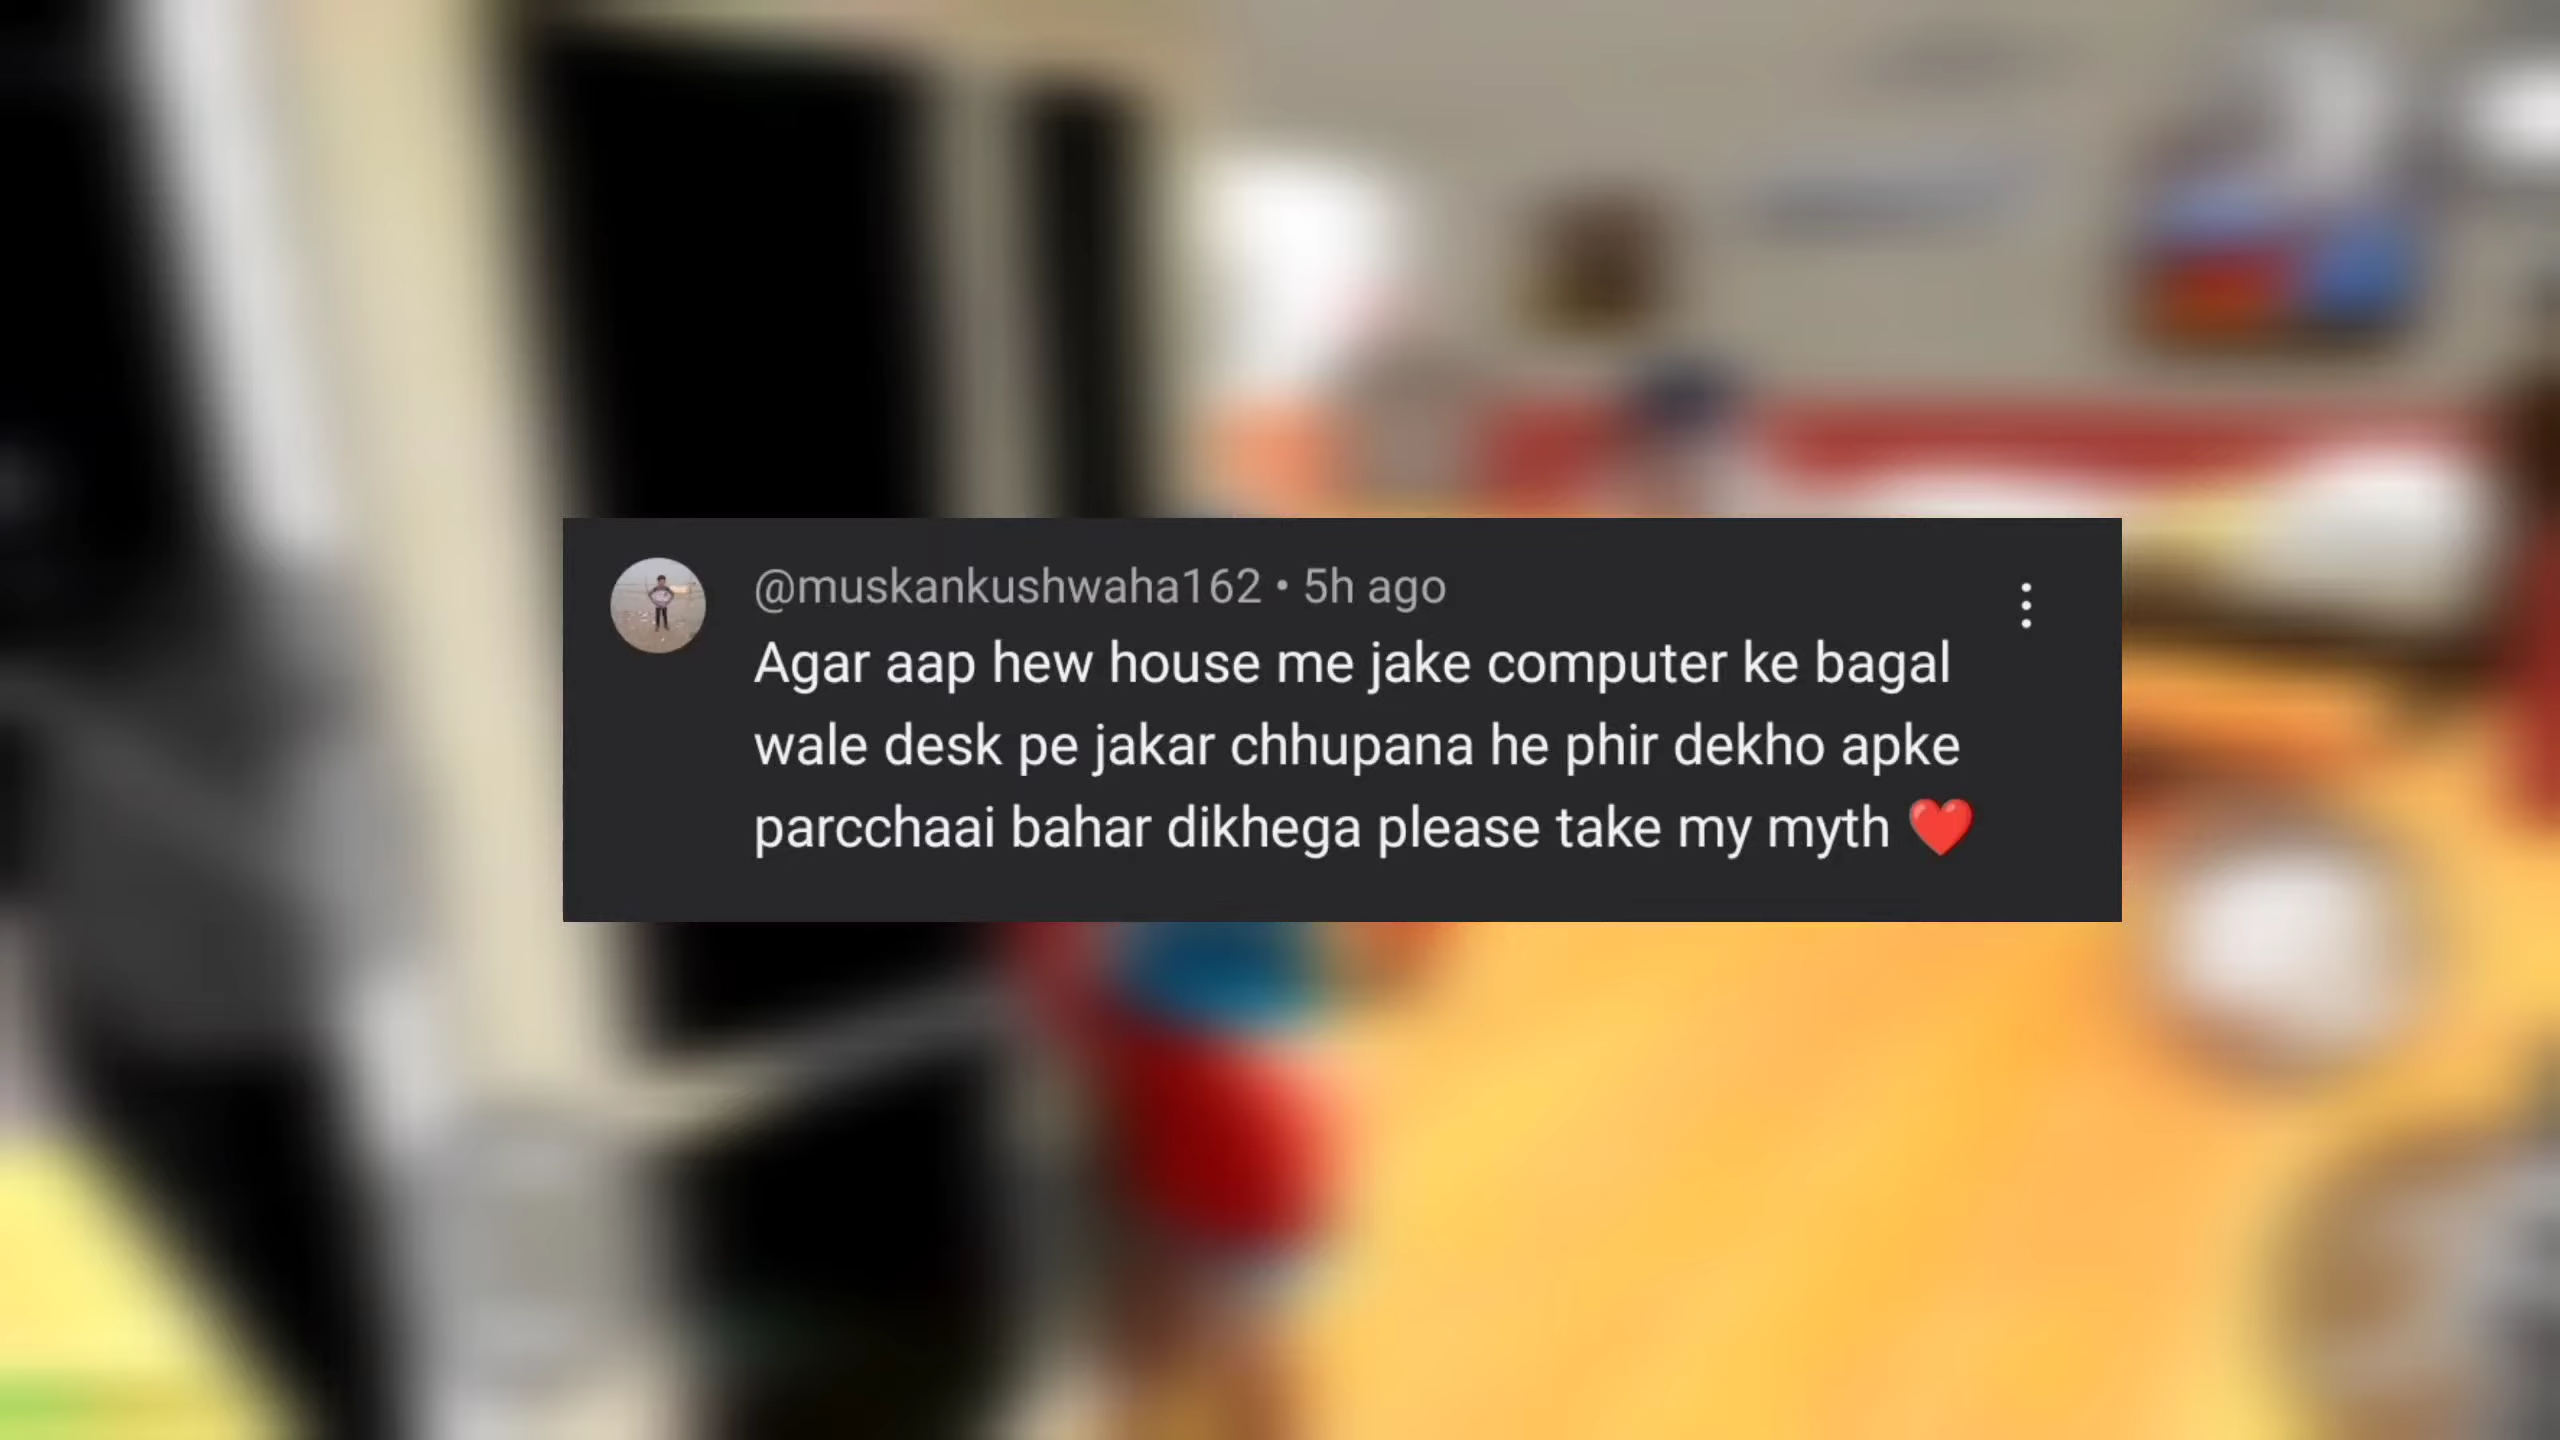 @muskankushwaha162 • 5h ago
Agar aap hew house me jake computer ke bagal
wale desk pe jakar chhupana he phir dekho apke
parcchaai bahar dikhega please take my myth ❤️